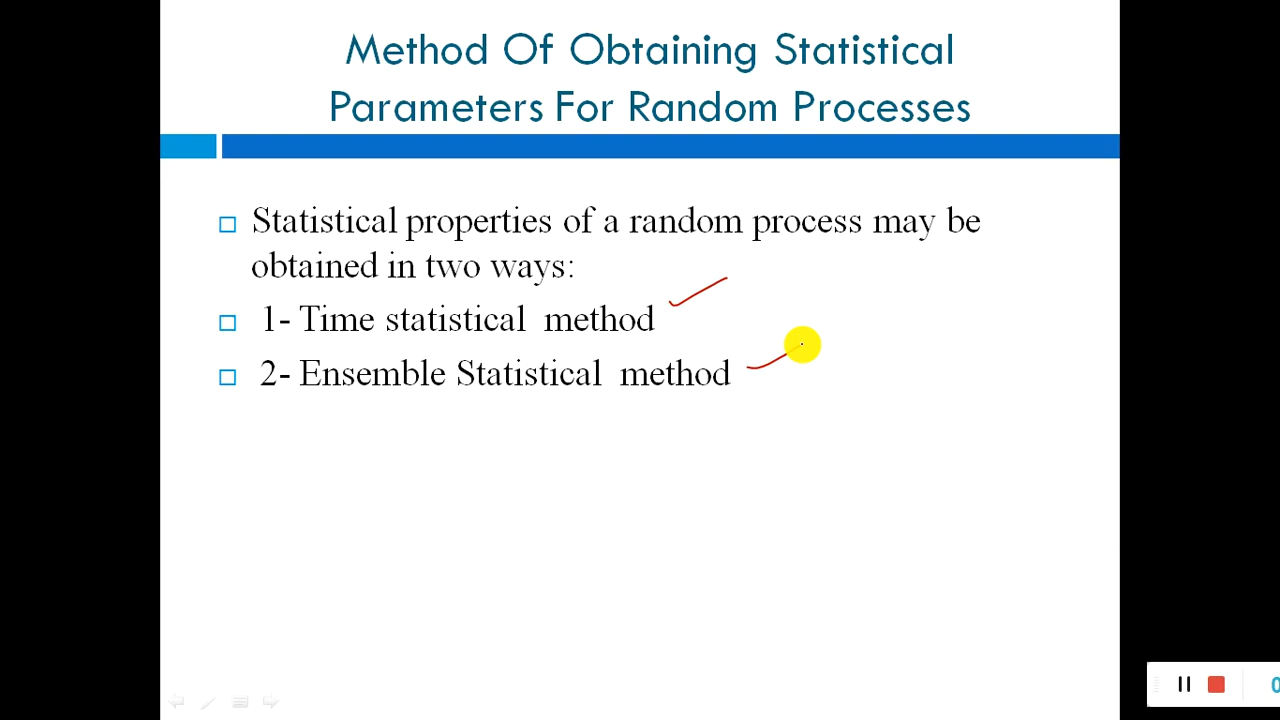 Method Of Obtaining Statistical
Parameters For Random Processes
Statistical properties of a random process may be
obtained in two ways:
1- Time statistical method
2- Ensemble Statistical method
0